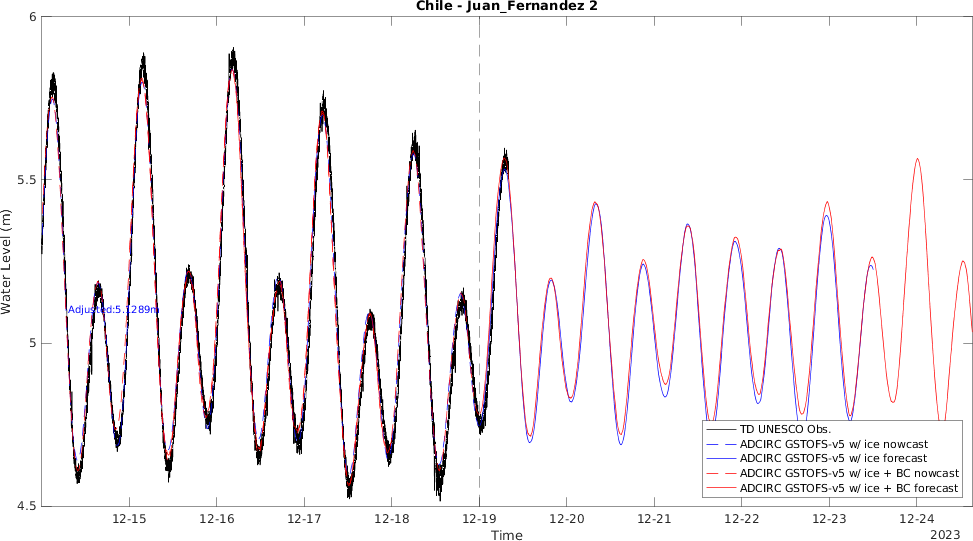 Chile - Juan_Fernandez 2
6
5.5
5
4.5
Water Level (m)
Adjusted:5.1289m
12-15
12-16
12-17
12-18
12-19
12-20
12-21
12-22
12-23
12-24
Time
2023
TD UNESCO Obs.
ADCIRC GSTOFS-v5 w/ ice nowcast
ADCIRC GSTOFS-v5 w/ ice forecast
ADCIRC GSTOFS-v5 w/ ice + BC nowcast
ADCIRC GSTOFS-v5 w/ ice + BC forecast